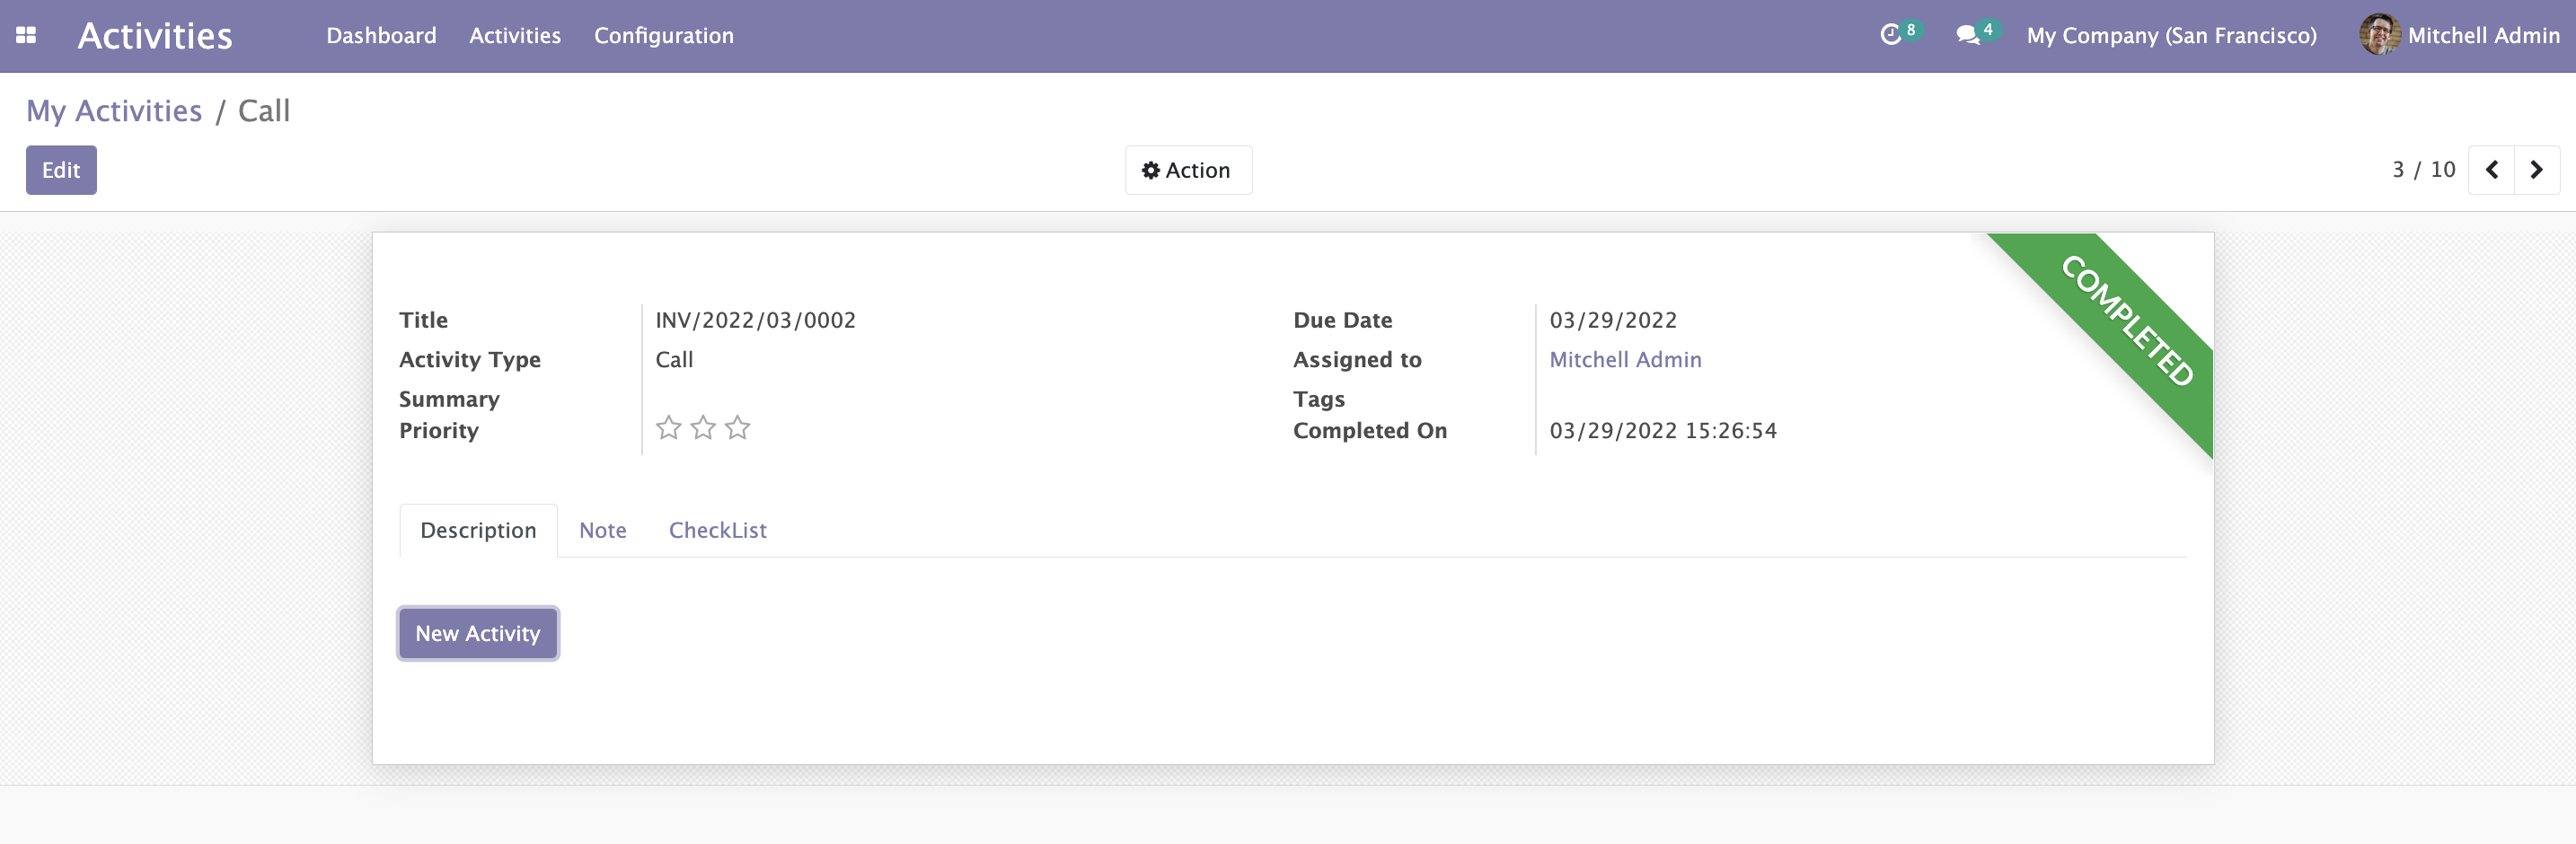 Activities Dashboard Activities Configuration 8 4 My Company (San Francisco) Mitchell Admin
My Activities / Call
Edit Action 3 / 10
COMPLETED
Title INV/2022/03/0002 Due Date 03/29/2022
Activity Type Call Assigned to Mitchell Admin
Summary Tags
Priority Completed On 03/29/2022 15:26:54
Description Note CheckList
New Activity